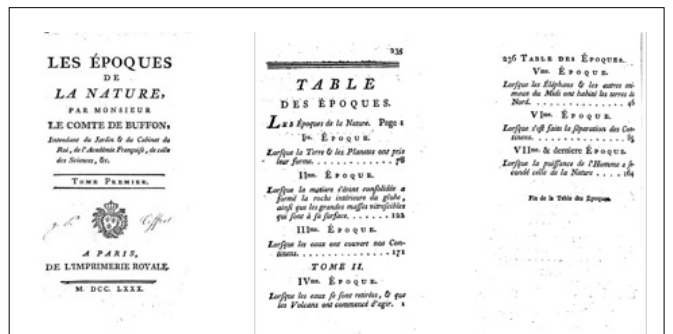 LES ÉPOQUES
DE
LA NATURE,
PAR MONSIEUR
LE COMTE DE BUFFON,
Intendant du Jardin & du Cabinet du
Roi, de l'Académie Françoise, de celle
des Sciences, &c.
TOME PREMIER.
A PARIS,
DE L'IMPRIMERIE ROYALE.
M. DCC. LXXX.
235
TABLE
DES ÉPOQUES.
LES Époques de la Nature. Page 1
Ire. ÉPOQUE.
Lorsque la Terre & les Planètes ont pris
leur forme. . . . . . . . . . . . 78
IIme. ÉPOQUE.
Lorsque la matière s'étant consolidée a
formé la roche intérieure du globe,
ainsi que les grandes masses vitrescibles
qui sont à sa surface. . . . . . . 122
IIIme. ÉPOQUE.
Lorsque les eaux ont couvert nos Con-
tinens. . . . . . . . . . . . . . 171
TOME II.
IVme. ÉPOQUE.
Lorsque les eaux se sont retirées, & que
les Volcans ont commencé d'agir. 1
236 TABLE DES ÉPOQUES.
Vme. ÉPOQUE.
Lorsque les Éléphans & les autres ani-
maux du Midi ont habité les terres du
Nord. . . . . . . . . . . . . . 46
VIme. ÉPOQUE.
Lorsque s'est faite la séparation des Con-
tinens. . . . . . . . . . . . . . 85
VIIme. & derniere ÉPOQUE.
Lorsque la puissance de l'Homme a se-
condé celle de la Nature . . . . 164
Fin de la Table des Époques.